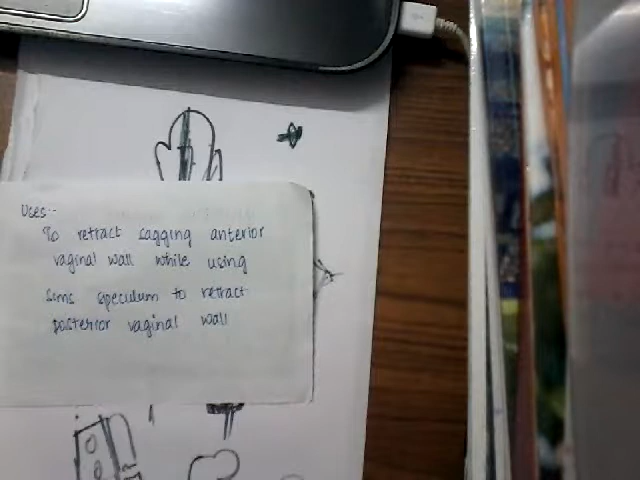 Uses:-
To retract sagging anterior
vaginal wall while using
Sims speculum to retract
posterior vaginal wall